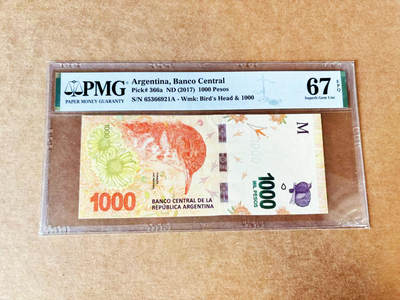 PMG
PAPER MONEY GUARANTY
Argentina, Banco Central
Pick# 366a ND (2017) 1000 Pesos
S/N 65366921A - Wmk: Bird's Head & 1000
67 EPQ
Superb Gem Unc
M
1000
BANCO CENTRAL DE LA
REPÚBLICA ARGENTINA
1000
MIL PESOS